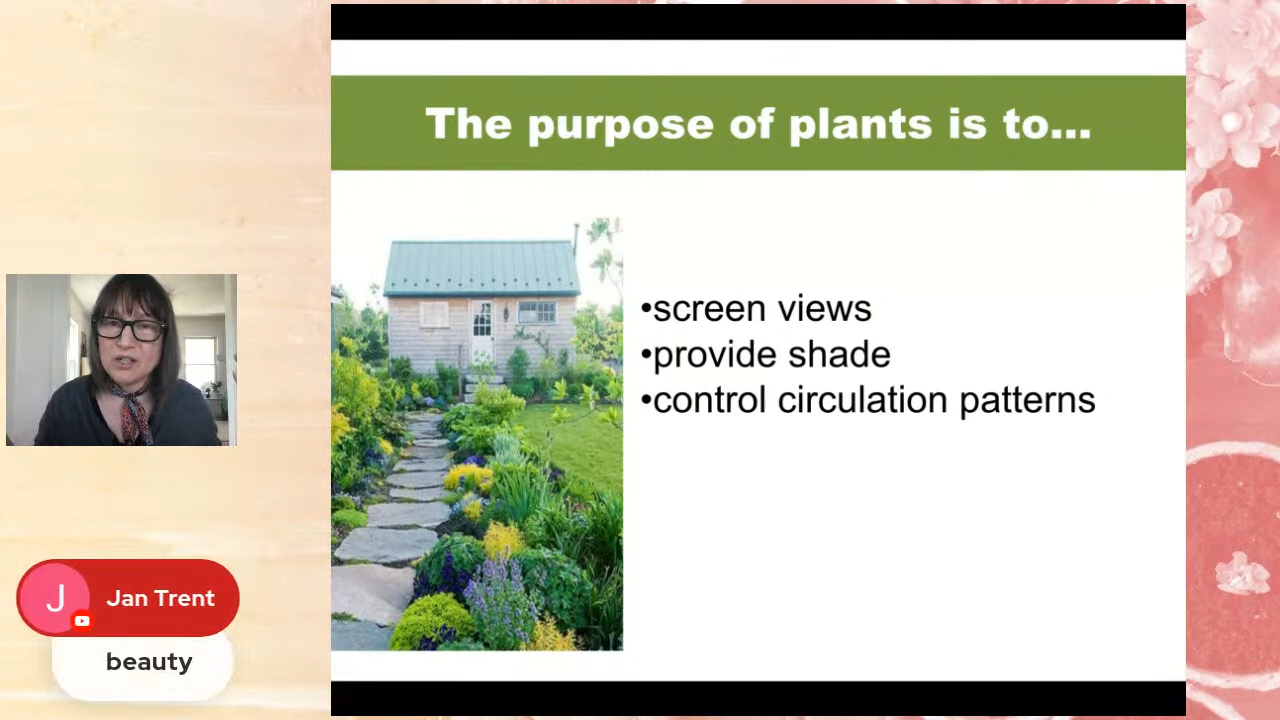 The purpose of plants is to...
•screen views
•provide shade
•control circulation patterns
J
Jan Trent
beauty